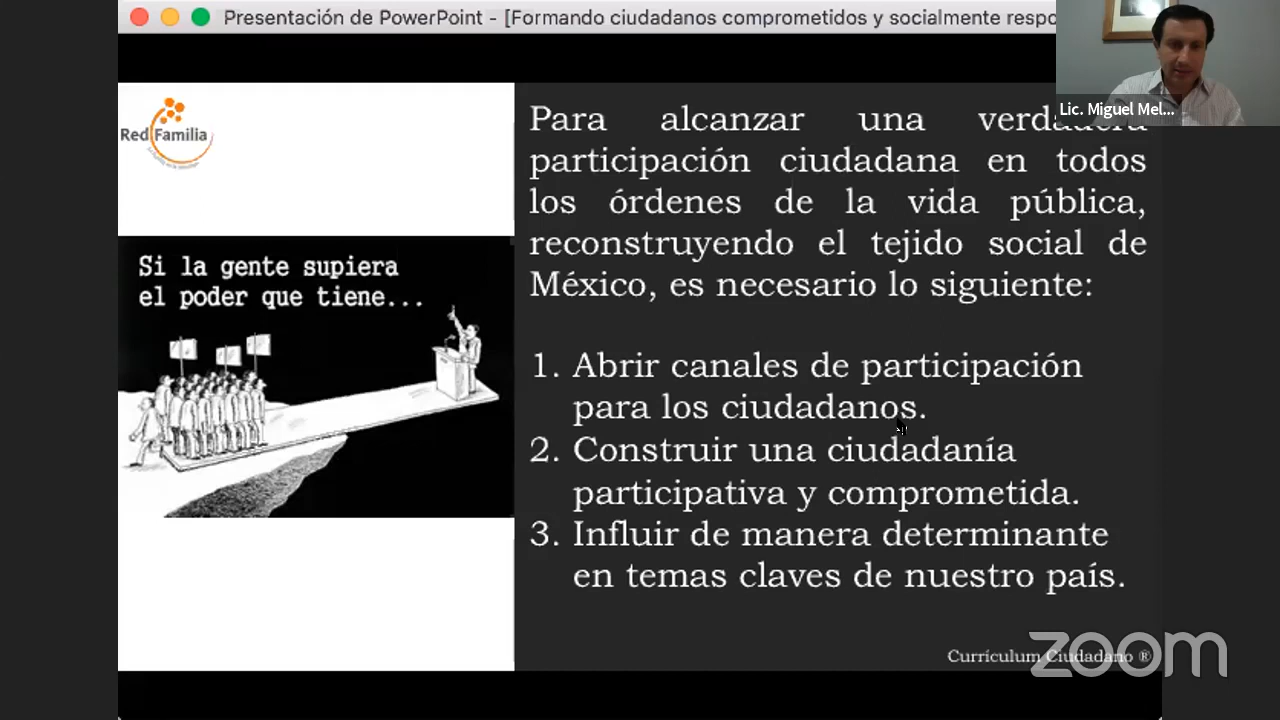 Presentación de PowerPoint - [Formando ciudadanos comprometidos y socialmente respo
Lic. Miguel Mel...
Red Familia
Si la gente supiera
el poder que tiene...
Para alcanzar una verdadera
participación ciudadana en todos
los órdenes de la vida pública,
reconstruyendo el tejido social de
México, es necesario lo siguiente:
1. Abrir canales de participación
para los ciudadanos.
2. Construir una ciudadanía
participativa y comprometida.
3. Influir de manera determinante
en temas claves de nuestro país.
Currículum Ciudadano ®
zoom